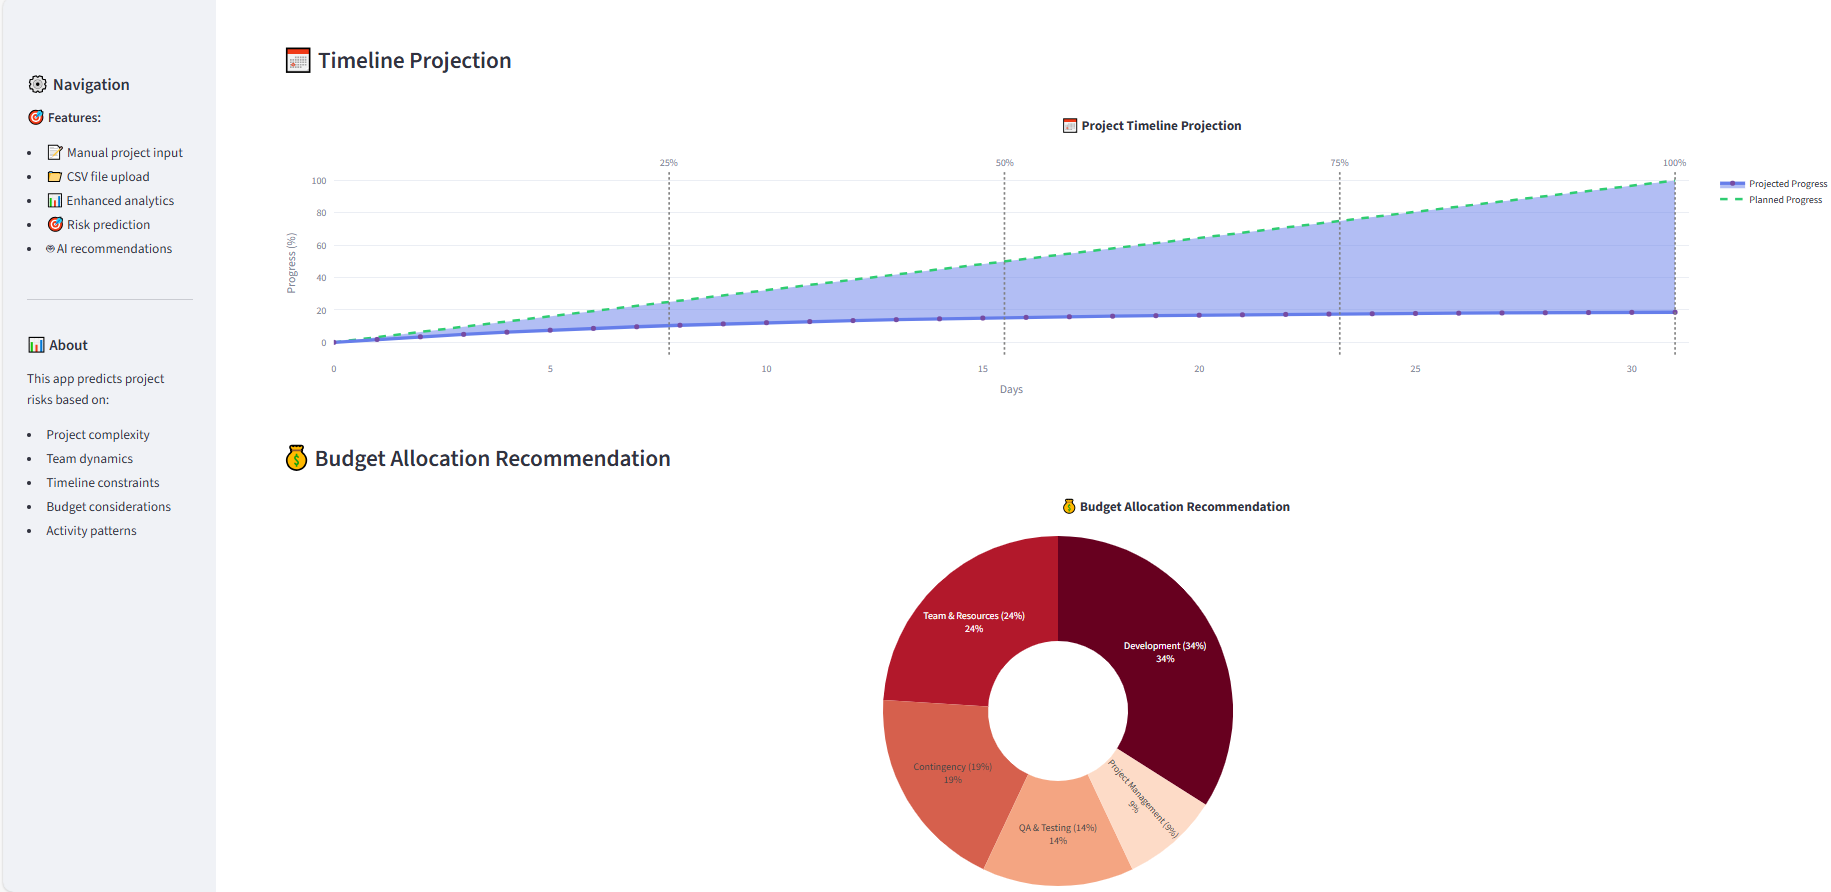 Navigation
Features:
Manual project input
CSV file upload
Enhanced analytics
Risk prediction
AI recommendations
About
This app predicts project
risks based on:
Project complexity
Team dynamics
Timeline constraints
Budget considerations
Activity patterns
Timeline Projection
Project Timeline Projection
25%
50%
75%
100%
100
80
60
40
20
0
Progress (%)
0
5
10
15
20
25
30
Days
Projected Progress
Planned Progress
Budget Allocation Recommendation
Budget Allocation Recommendation
Team & Resources (24%)
24%
Development (34%)
34%
Contingency (19%)
19%
Project Management (9%)
9%
QA & Testing (14%)
14%